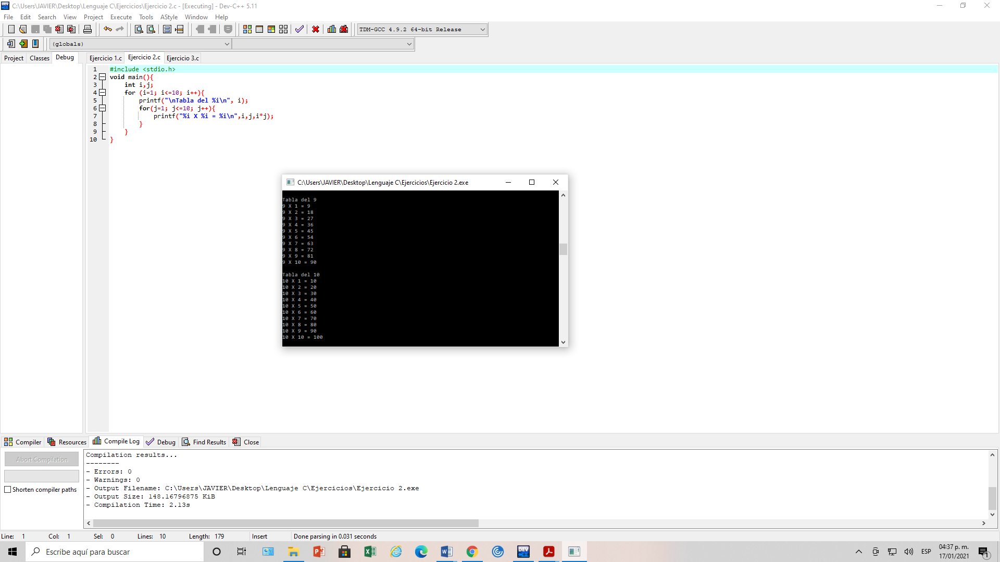 C:\Users\JAVIER\Desktop\Lenguaje C\Ejercicios\Ejercicio 2.c - [Executing] - Dev-C++ 5.11
File Edit Search View Project Execute Tools AStyle Window Help
TDM-GCC 4.9.2 64-bit Release
(globals)
Project Classes Debug
Ejercicio 1.c Ejercicio 2.c Ejercicio 3.c
1 #include <stdio.h>
2 void main(){
3 int i,j;
4 for (i=1; i<=10; i++){
5 printf("\nTabla del %i\n", i);
6 for(j=1; j<=10; j++){
7 printf("%i X %i = %i\n",i,j,i*j);
8 }
9 }
10 }
C:\Users\JAVIER\Desktop\Lenguaje C\Ejercicios\Ejercicio 2.exe
Tabla del 9
9 X 1 = 9
9 X 2 = 18
9 X 3 = 27
9 X 4 = 36
9 X 5 = 45
9 X 6 = 54
9 X 7 = 63
9 X 8 = 72
9 X 9 = 81
9 X 10 = 90
Tabla del 10
10 X 1 = 10
10 X 2 = 20
10 X 3 = 30
10 X 4 = 40
10 X 5 = 50
10 X 6 = 60
10 X 7 = 70
10 X 8 = 80
10 X 9 = 90
10 X 10 = 100
Compiler Resources Compile Log Debug Find Results Close
Abort Compilation
Shorten compiler paths
Compilation results...
--------
- Errors: 0
- Warnings: 0
- Output Filename: C:\Users\JAVIER\Desktop\Lenguaje C\Ejercicios\Ejercicio 2.exe
- Output Size: 148.16796875 KiB
- Compilation Time: 2.13s
Line: 1 Col: 1 Sel: 0 Lines: 10 Length: 179 Insert Done parsing in 0.031 seconds
Escribe aquí para buscar
ESP
04:37 p. m.
17/01/2021
1